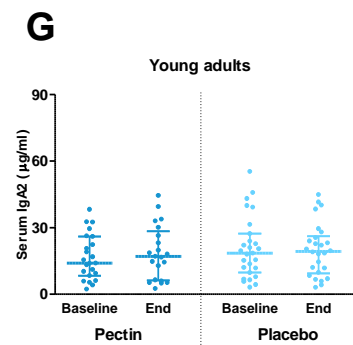 G
Young adults
Serum IgA2 (μg/ml)
90
60
30
0
Baseline End Baseline End
Pectin Placebo